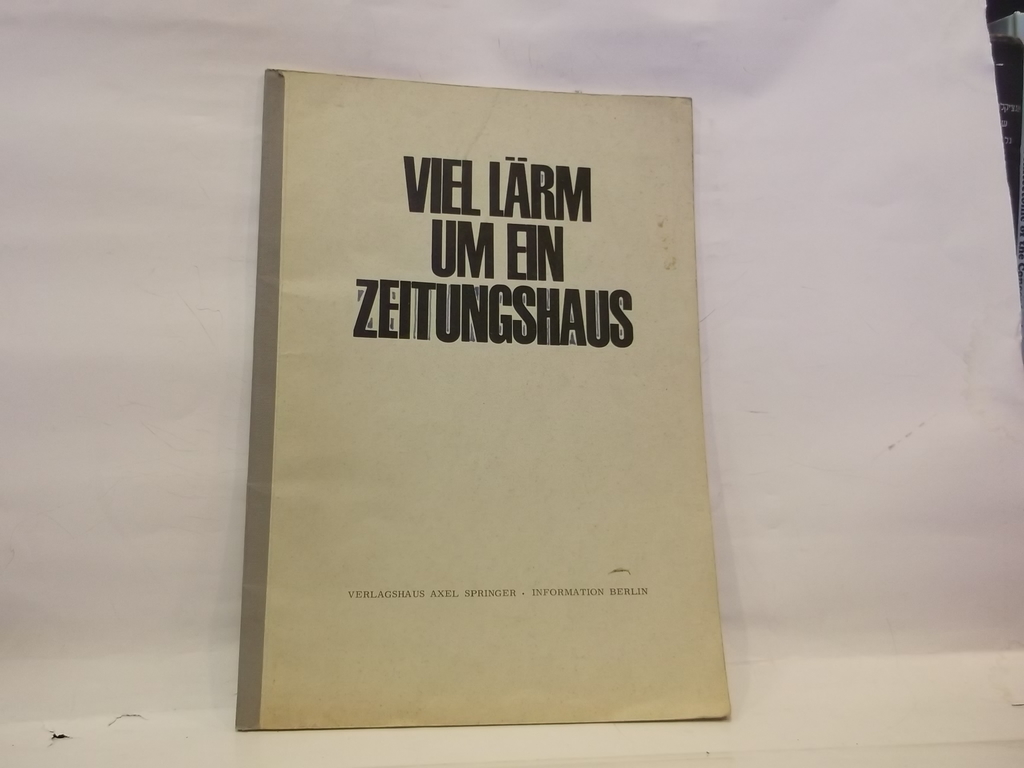 VIEL LÄRM
UM EIN
ZEITUNGSHAUS
VERLAGSHAUS AXEL SPRINGER · INFORMATION BERLIN